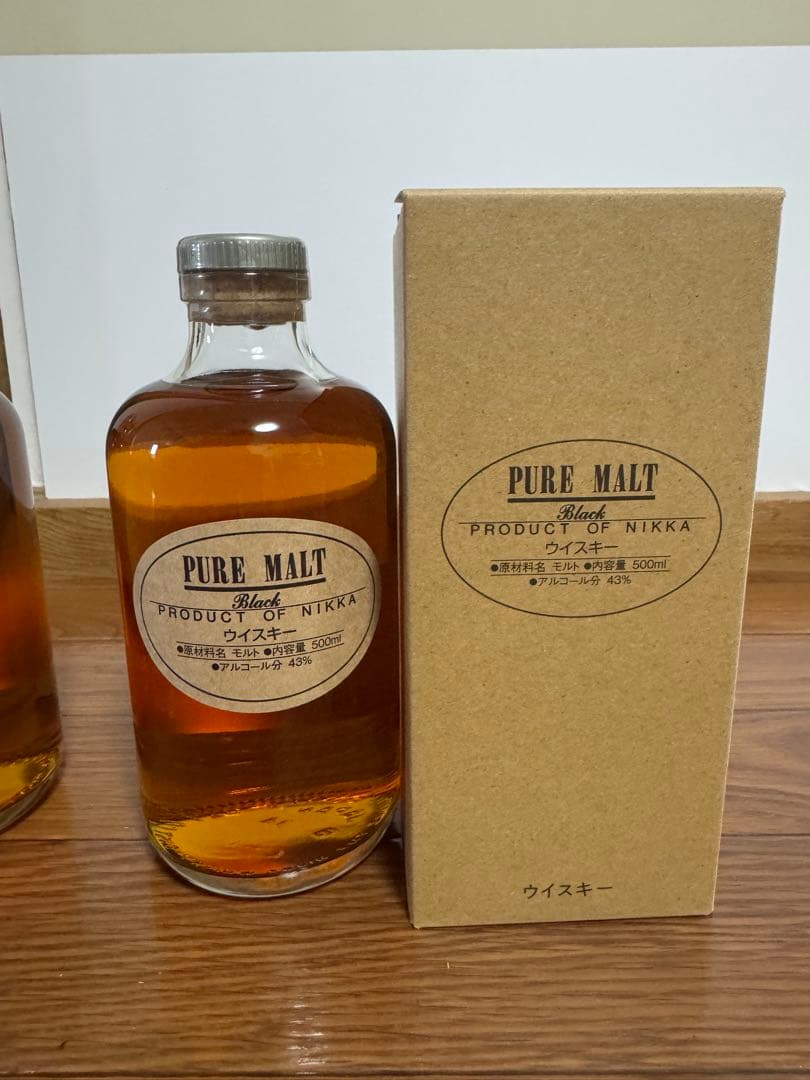 PURE MALT
Black
PRODUCT OF NIKKA
ウイスキー
●原材料名 モルト ●内容量 500ml
●アルコール分 43%
PURE MALT
Black
PRODUCT OF NIKKA
ウイスキー
●原材料名 モルト ●内容量 500ml
●アルコール分 43%
ウイスキー